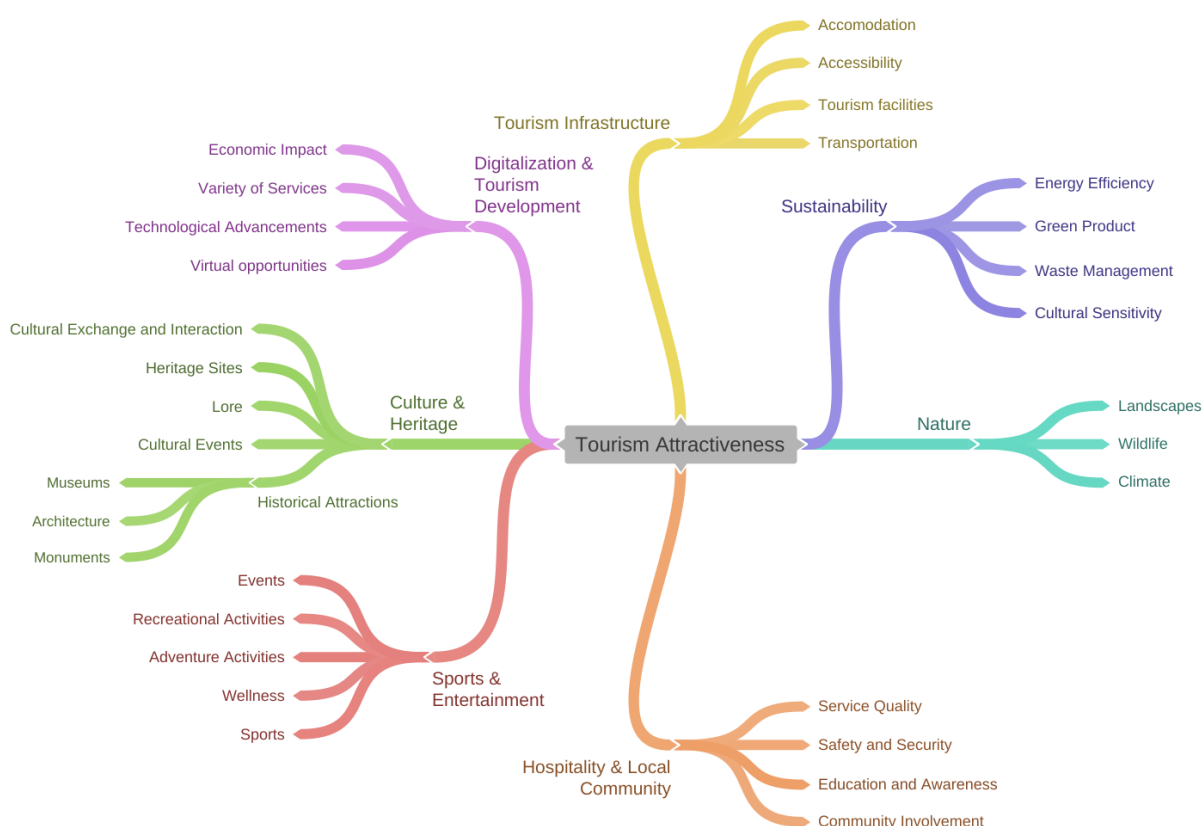 Accomodation
Accessibility
Tourism facilities
Transportation
Tourism Infrastructure
Economic Impact
Variety of Services
Technological Advancements
Virtual opportunities
Digitalization &
Tourism
Development
Sustainability
Energy Efficiency
Green Product
Waste Management
Cultural Sensitivity
Cultural Exchange and Interaction
Heritage Sites
Lore
Cultural Events
Culture &
Heritage
Historical Attractions
Museums
Architecture
Monuments
Tourism Attractiveness
Nature
Landscapes
Wildlife
Climate
Events
Recreational Activities
Adventure Activities
Wellness
Sports
Sports &
Entertainment
Hospitality & Local
Community
Service Quality
Safety and Security
Education and Awareness
Community Involvement